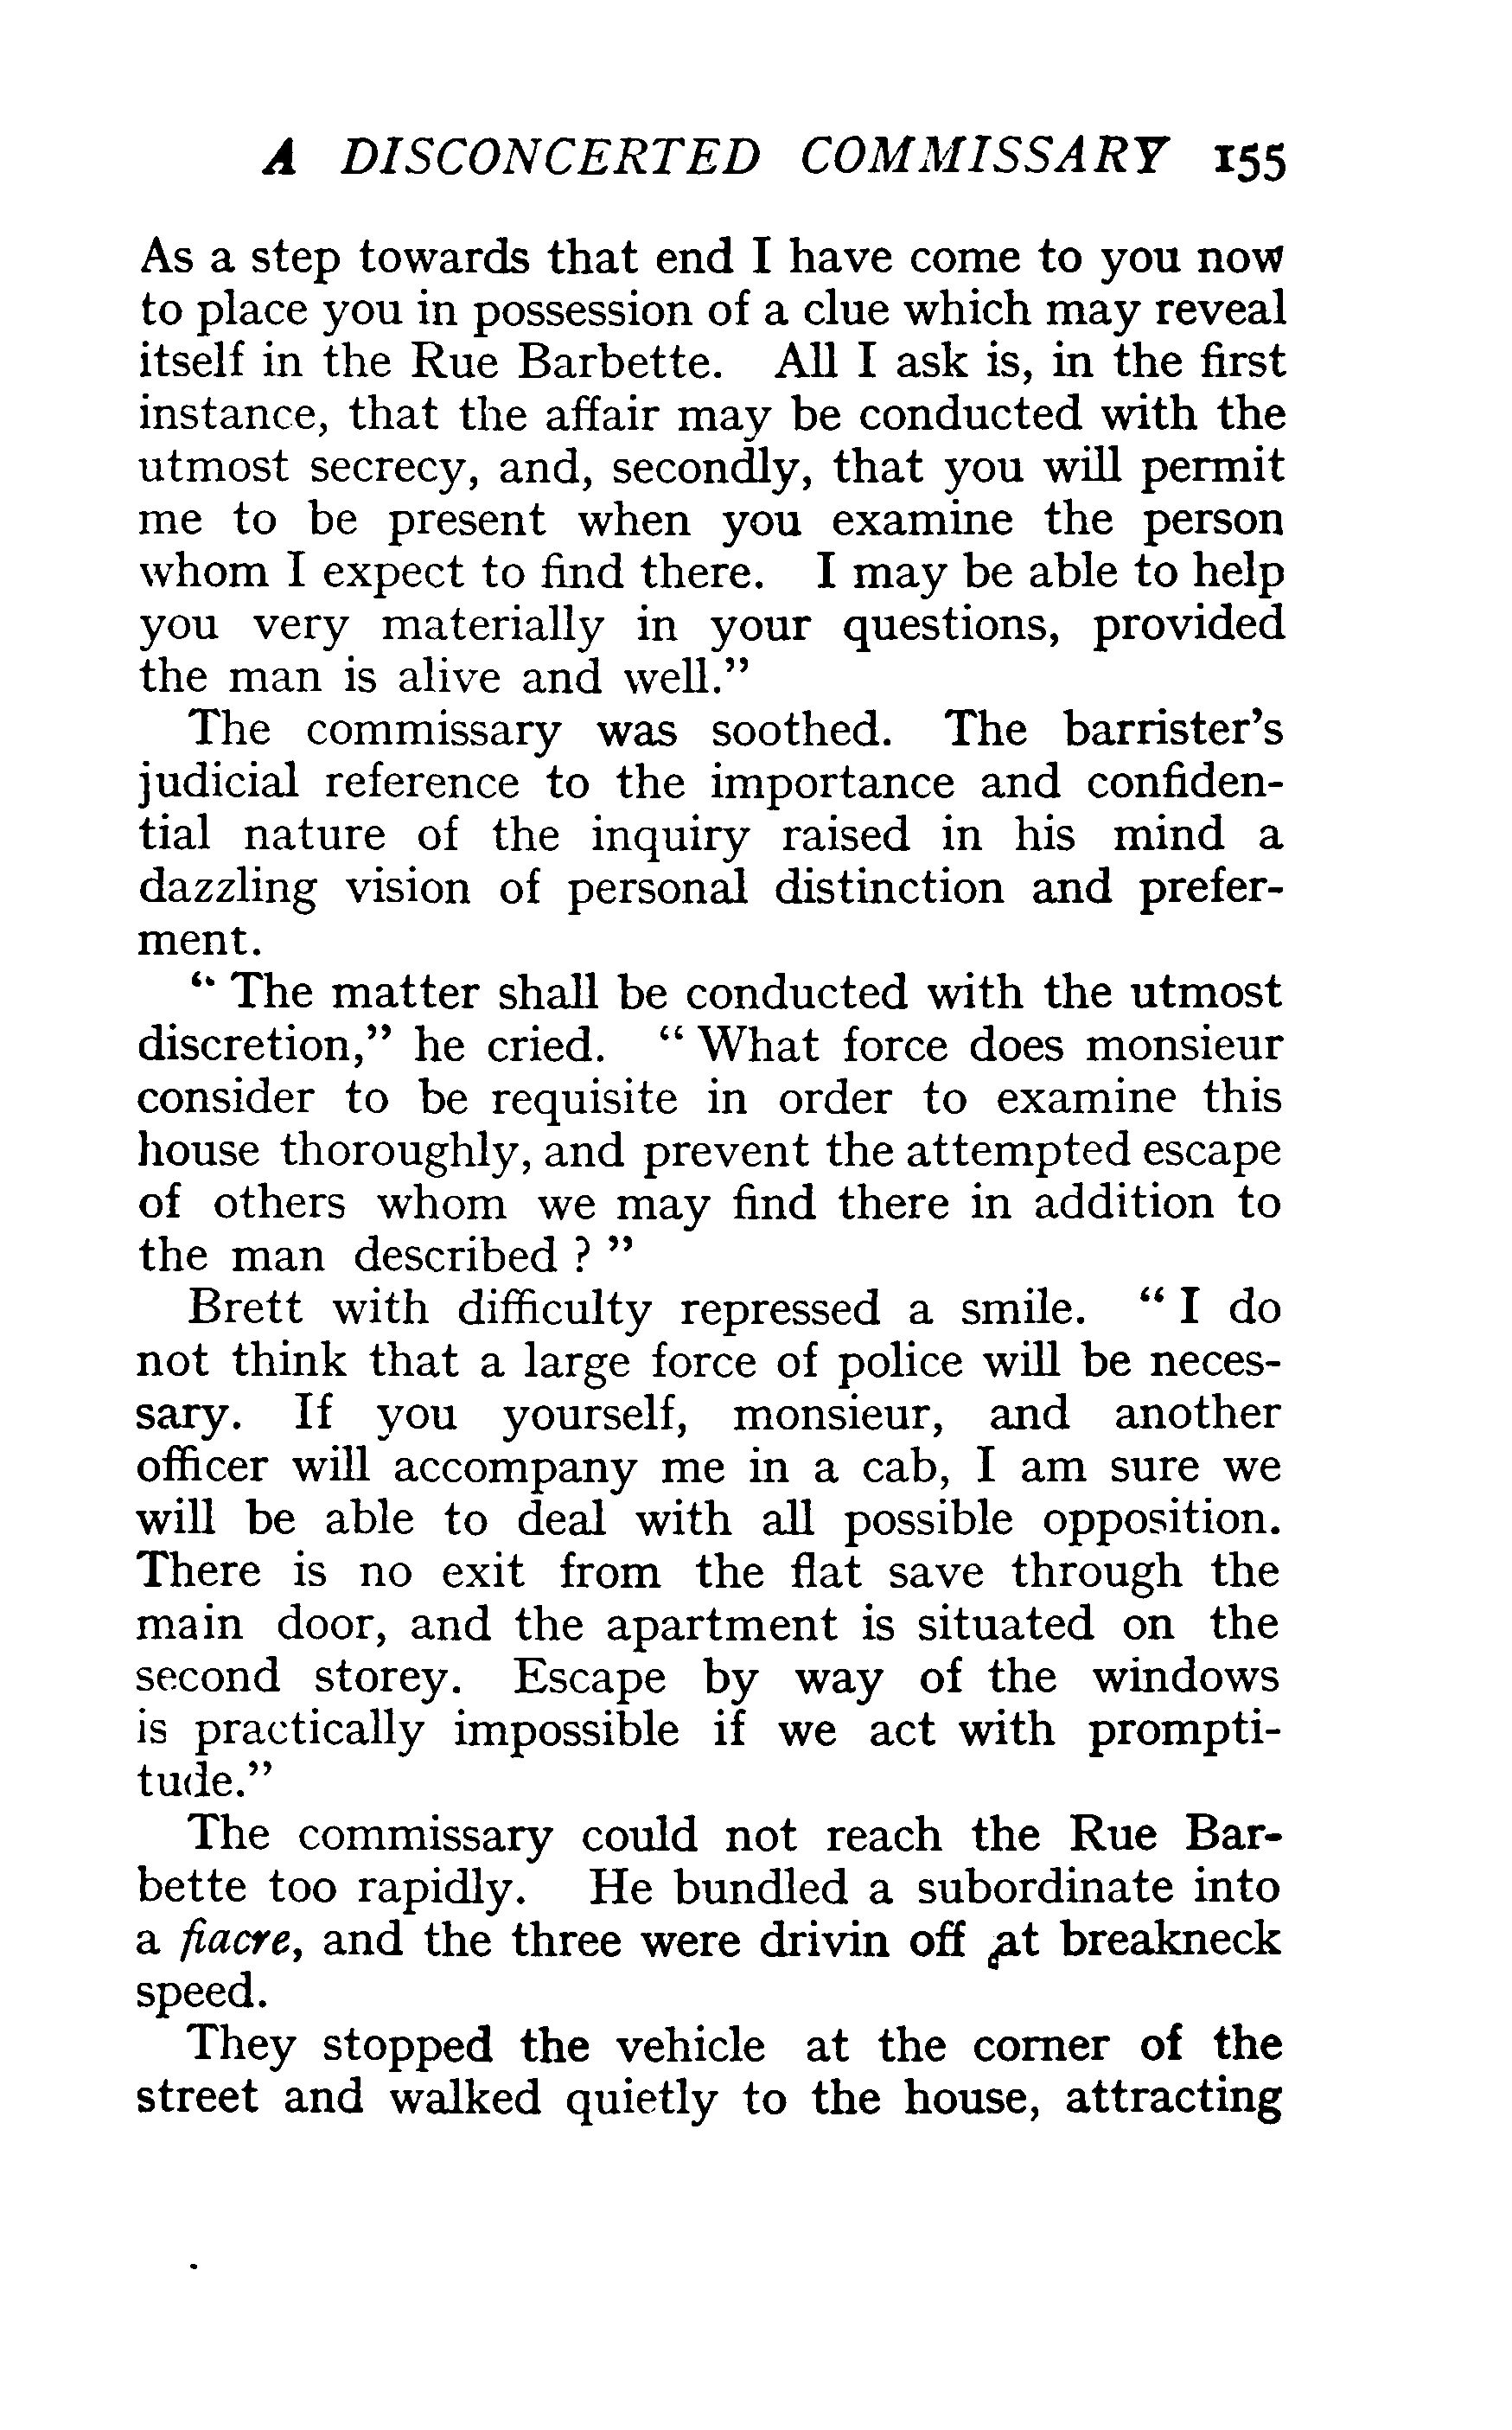 A DISCONCERTED COMMISSARY 155
As a step towards that end I have come to you now
to place you in possession of a clue which may reveal
itself in the Rue Barbette. All I ask is, in the first
instance, that the affair may be conducted with the
utmost secrecy, and, secondly, that you will permit
me to be present when you examine the person
whom I expect to find there. I may be able to help
you very materially in your questions, provided
the man is alive and well.”
The commissary was soothed. The barrister’s
judicial reference to the importance and confiden-
tial nature of the inquiry raised in his mind a
dazzling vision of personal distinction and prefer-
ment.
“ The matter shall be conducted with the utmost
discretion,” he cried. “ What force does monsieur
consider to be requisite in order to examine this
house thoroughly, and prevent the attempted escape
of others whom we may find there in addition to
the man described ? ”
Brett with difficulty repressed a smile. “ I do
not think that a large force of police will be neces-
sary. If you yourself, monsieur, and another
officer will accompany me in a cab, I am sure we
will be able to deal with all possible opposition.
There is no exit from the flat save through the
main door, and the apartment is situated on the
second storey. Escape by way of the windows
is practically impossible if we act with prompti-
tude.”
The commissary could not reach the Rue Bar-
bette too rapidly. He bundled a subordinate into
a fiacre, and the three were drivin off at breakneck
speed.
They stopped the vehicle at the corner of the
street and walked quietly to the house, attracting